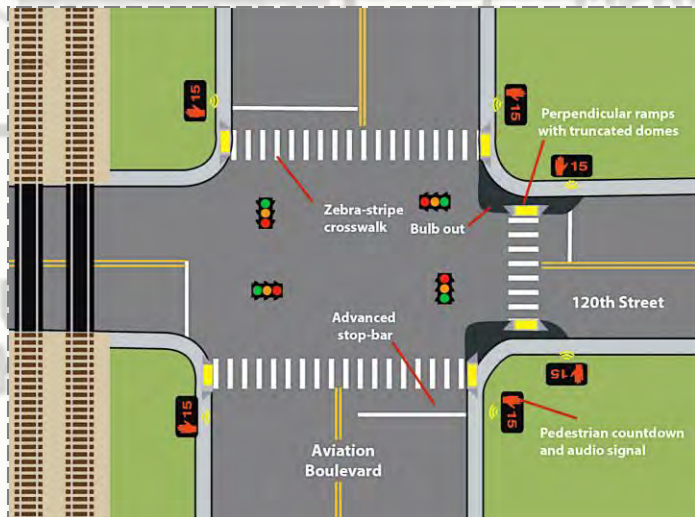 15
15
Perpendicular ramps
with truncated domes
15
Zebra-stripe
crosswalk
Bulb out
120th Street
Advanced
stop-bar
15
15
15
Aviation
Boulevard
Pedestrian countdown
and audio signal